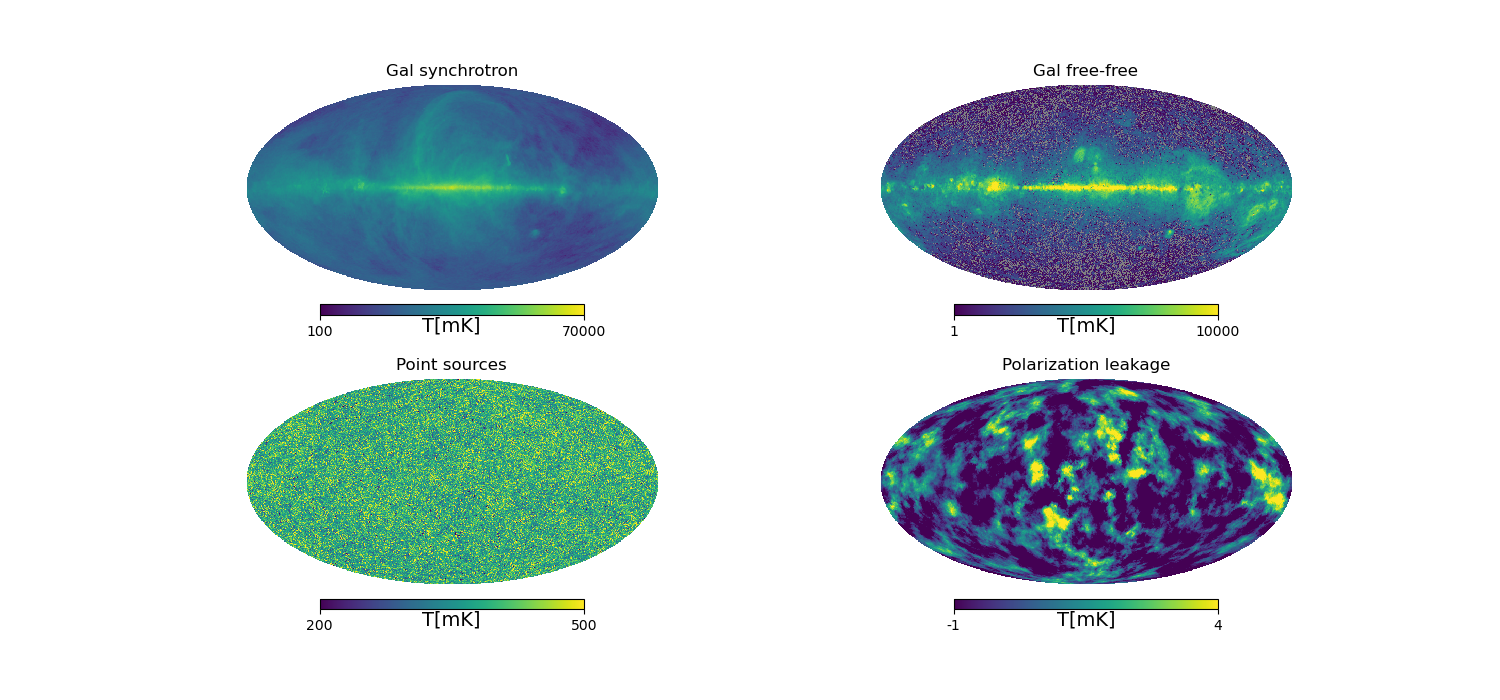 Gal synchrotron
Gal free-free
T[mK]
100 70000
T[mK]
1 10000
Point sources
Polarization leakage
T[mK]
200 500
T[mK]
-1 4